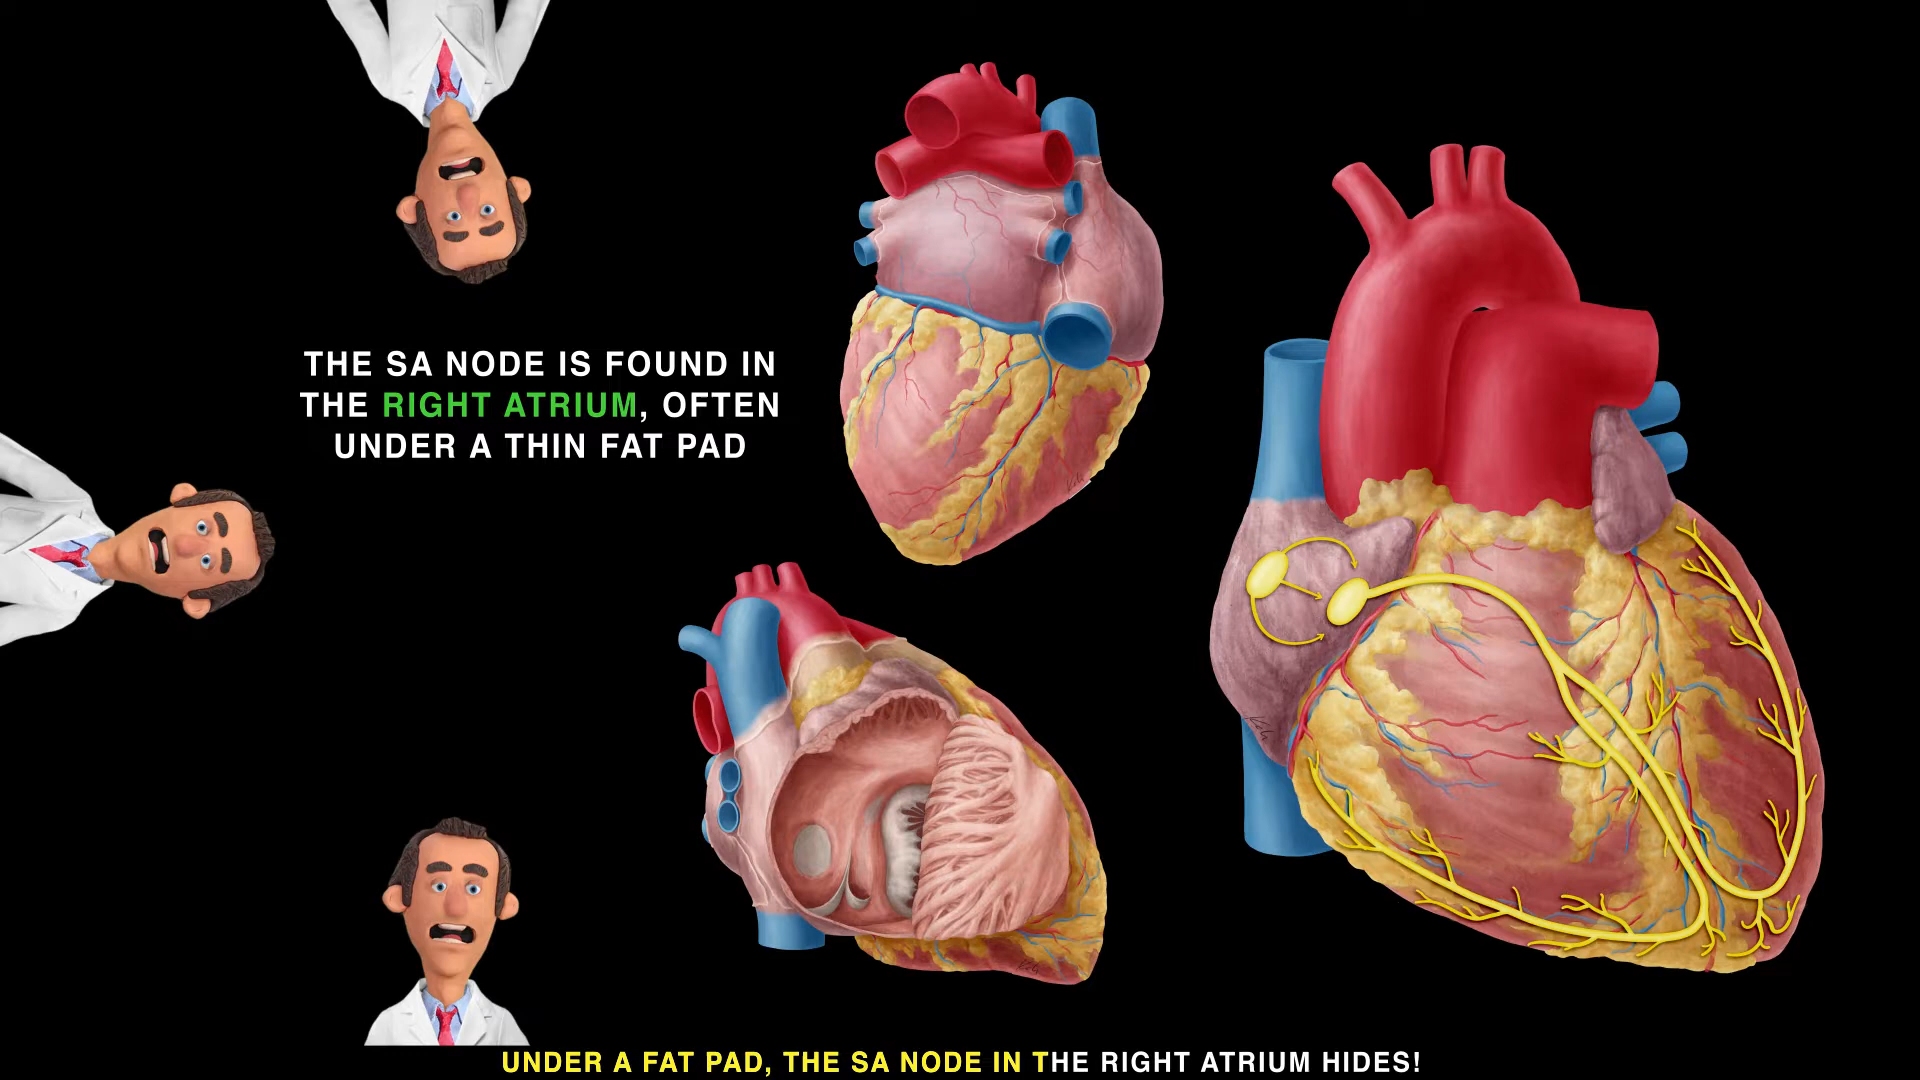 THE SA NODE IS FOUND IN
THE RIGHT ATRIUM, OFTEN
UNDER A THIN FAT PAD
UNDER A FAT PAD, THE SA NODE IN THE RIGHT ATRIUM HIDES!